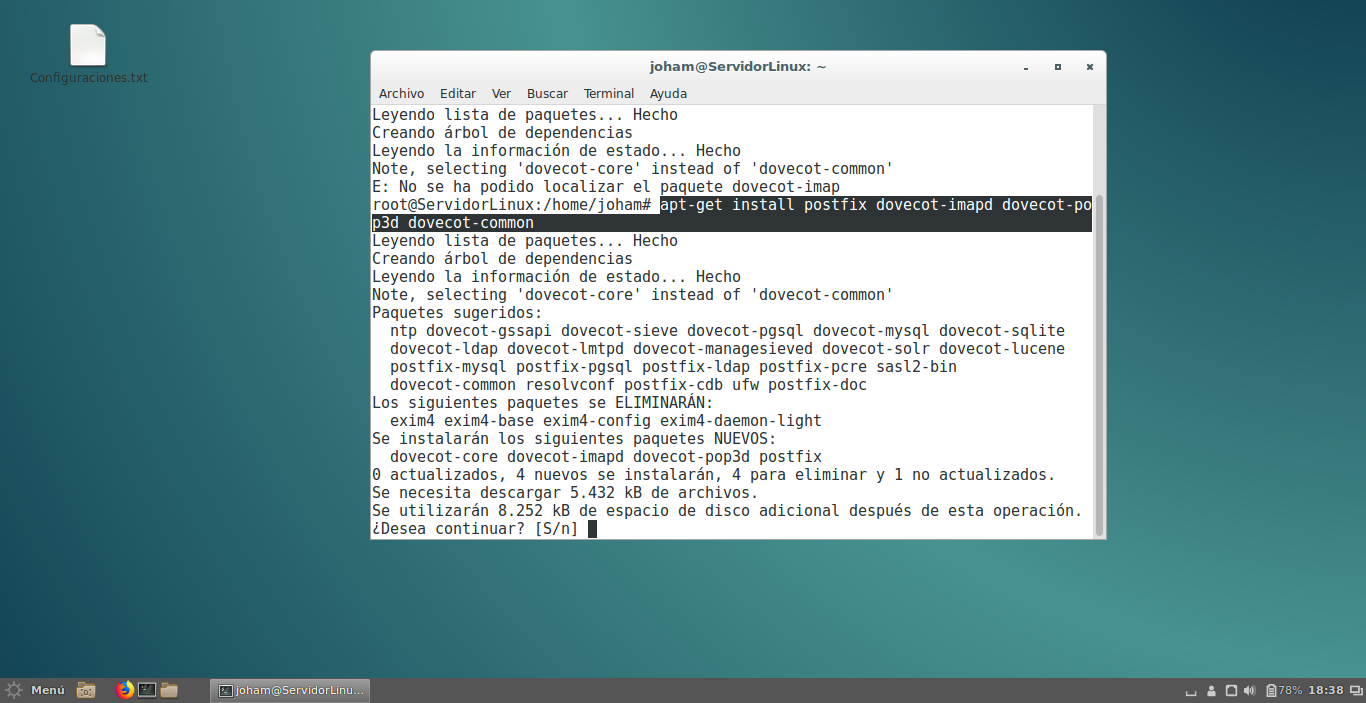 Configuraciones.txt
joham@ServidorLinux: ~
Archivo Editar Ver Buscar Terminal Ayuda
Leyendo lista de paquetes... Hecho
Creando árbol de dependencias
Leyendo la información de estado... Hecho
Note, selecting 'dovecot-core' instead of 'dovecot-common'
E: No se ha podido localizar el paquete dovecot-imap
root@ServidorLinux:/home/joham# apt-get install postfix dovecot-imapd dovecot-po
p3d dovecot-common
Leyendo lista de paquetes... Hecho
Creando árbol de dependencias
Leyendo la información de estado... Hecho
Note, selecting 'dovecot-core' instead of 'dovecot-common'
Paquetes sugeridos:
  ntp dovecot-gssapi dovecot-sieve dovecot-pgsql dovecot-mysql dovecot-sqlite
  dovecot-ldap dovecot-lmtpd dovecot-managesieved dovecot-solr dovecot-lucene
  postfix-mysql postfix-pgsql postfix-ldap postfix-pcre sasl2-bin
  dovecot-common resolvconf postfix-cdb ufw postfix-doc
Los siguientes paquetes se ELIMINARÁN:
  exim4 exim4-base exim4-config exim4-daemon-light
Se instalarán los siguientes paquetes NUEVOS:
  dovecot-core dovecot-imapd dovecot-pop3d postfix
0 actualizados, 4 nuevos se instalarán, 4 para eliminar y 1 no actualizados.
Se necesita descargar 5.432 kB de archivos.
Se utilizarán 8.252 kB de espacio de disco adicional después de esta operación.
¿Desea continuar? [S/n]
Menú joham@ServidorLinu... 78% 18:38